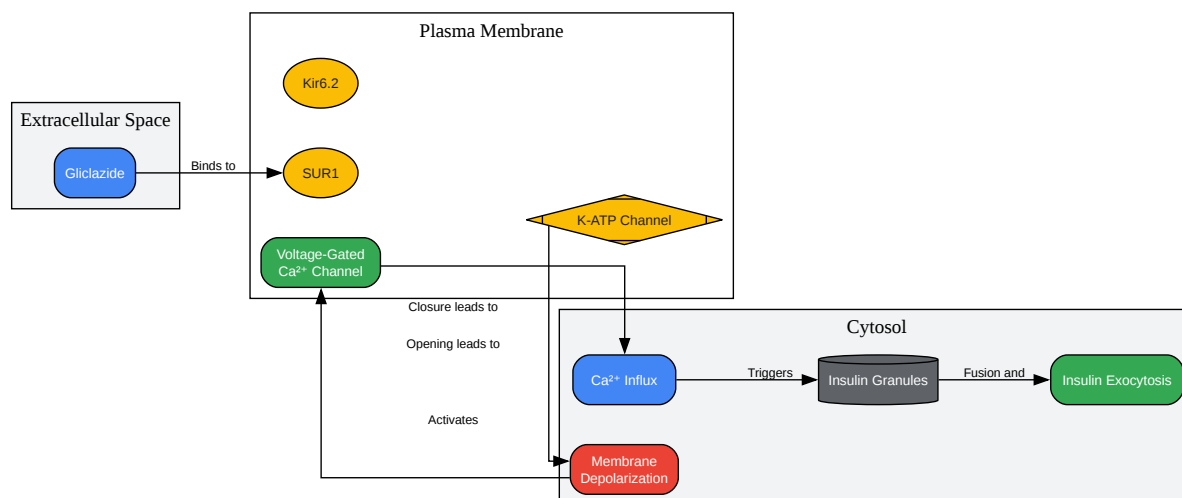 Plasma Membrane
Kir6.2
Extracellular Space
Gliclazide
Binds to
SUR1
K-ATP Channel
Voltage-Gated
Ca²⁺ Channel
Closure leads to
Opening leads to
Cytosol
Ca²⁺ Influx
Triggers
Insulin Granules
Fusion and
Insulin Exocytosis
Activates
Membrane
Depolarization